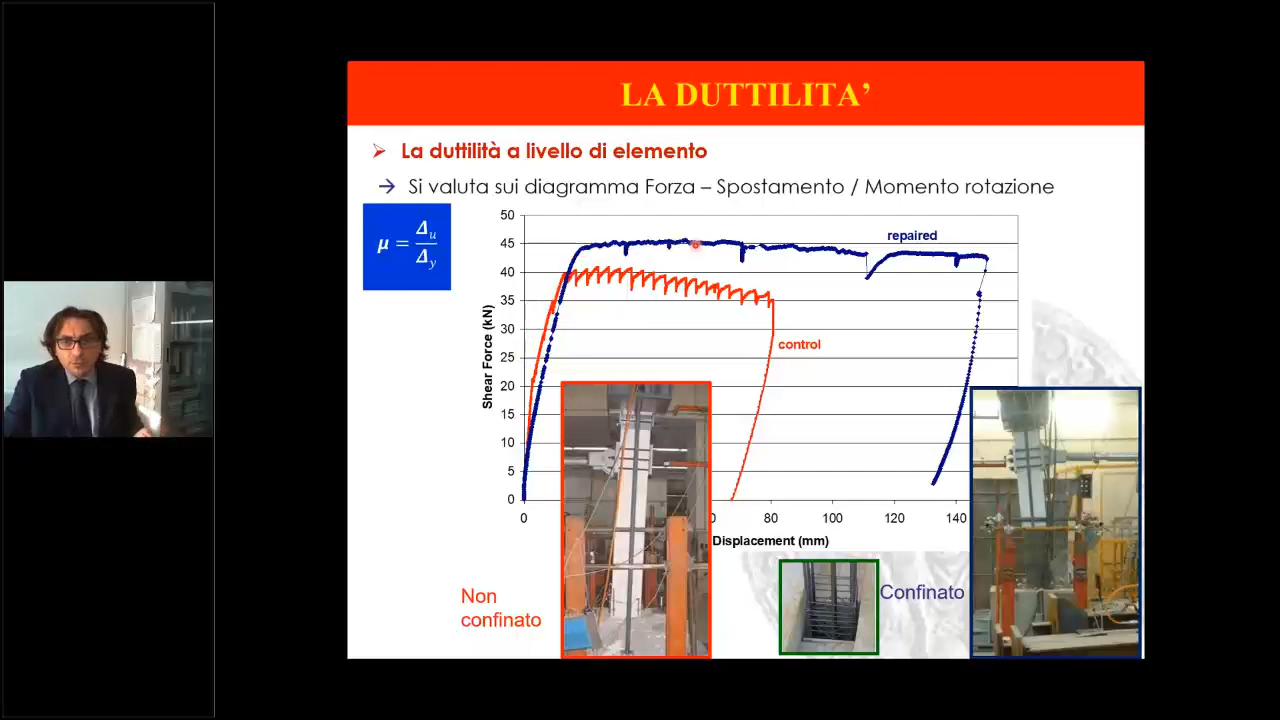 LA DUTTILITA’
La duttilità a livello di elemento
Si valuta sui diagramma Forza – Spostamento / Momento rotazione
μ = Δu / Δy
50
45
40
35
30
25
20
15
10
5
0
Shear Force (kN)
repaired
control
0
0
80
100
120
140
Displacement (mm)
Non
confinato
Confinato